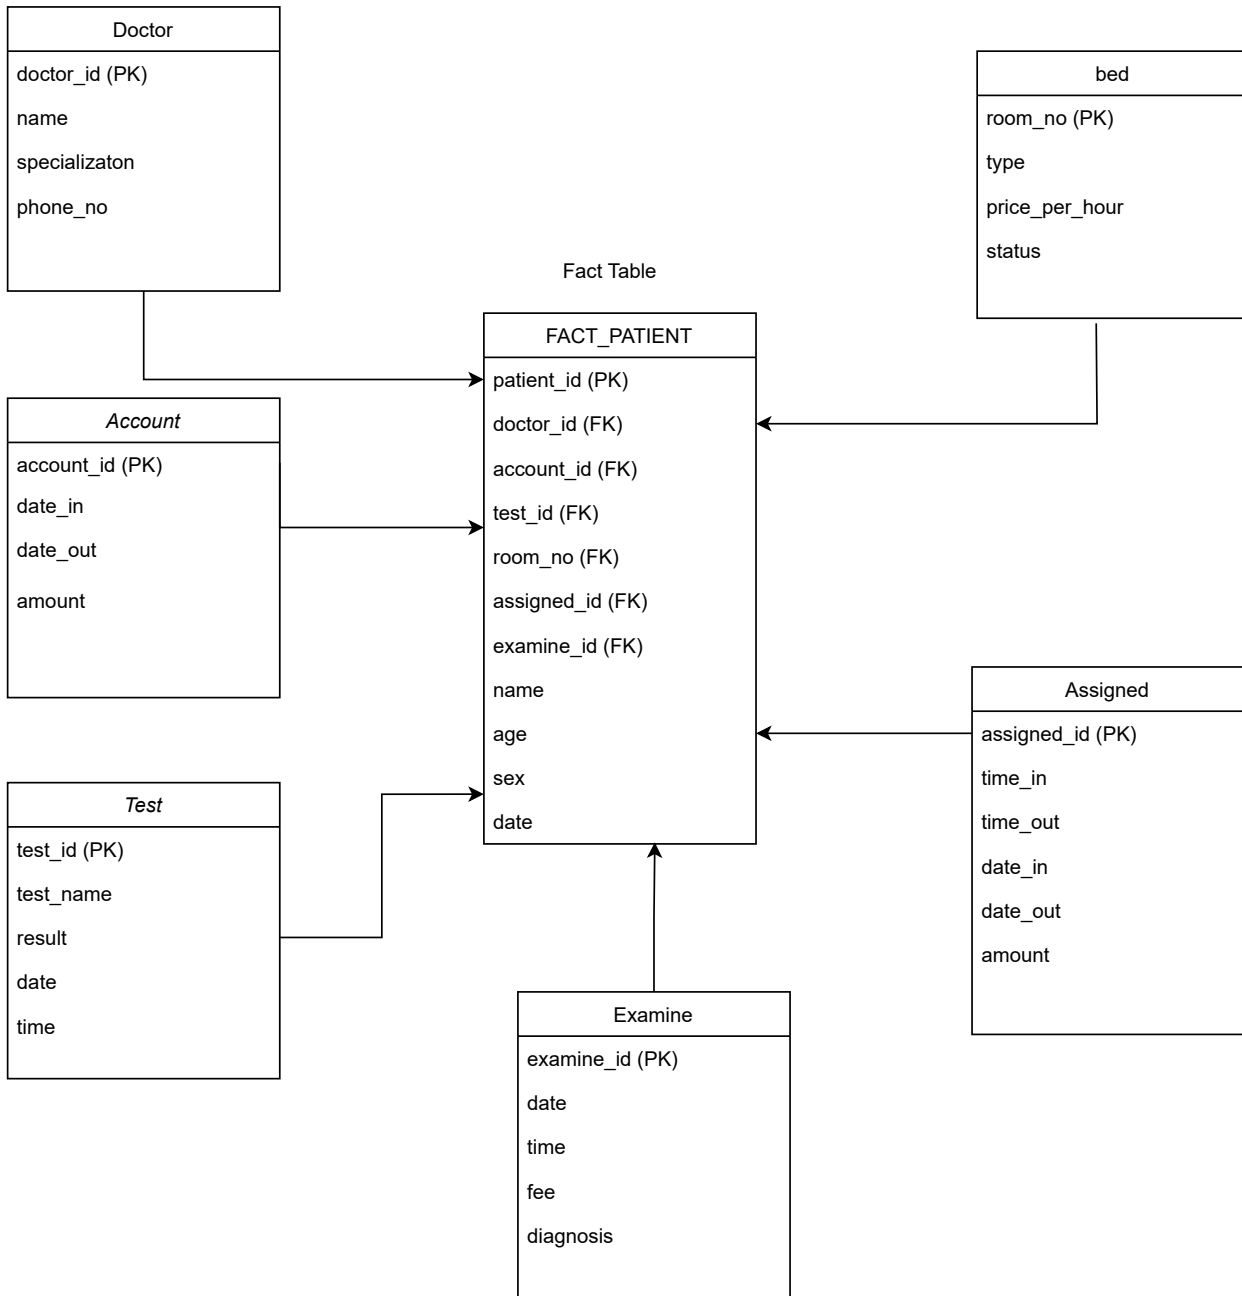 Doctor
doctor_id (PK)
name
specializaton
phone_no
bed
room_no (PK)
type
price_per_hour
status
Fact Table
FACT_PATIENT
patient_id (PK)
doctor_id (FK)
account_id (FK)
test_id (FK)
room_no (FK)
assigned_id (FK)
examine_id (FK)
name
age
sex
date
Account
account_id (PK)
date_in
date_out
amount
Test
test_id (PK)
test_name
result
date
time
Assigned
assigned_id (PK)
time_in
time_out
date_in
date_out
amount
Examine
examine_id (PK)
date
time
fee
diagnosis